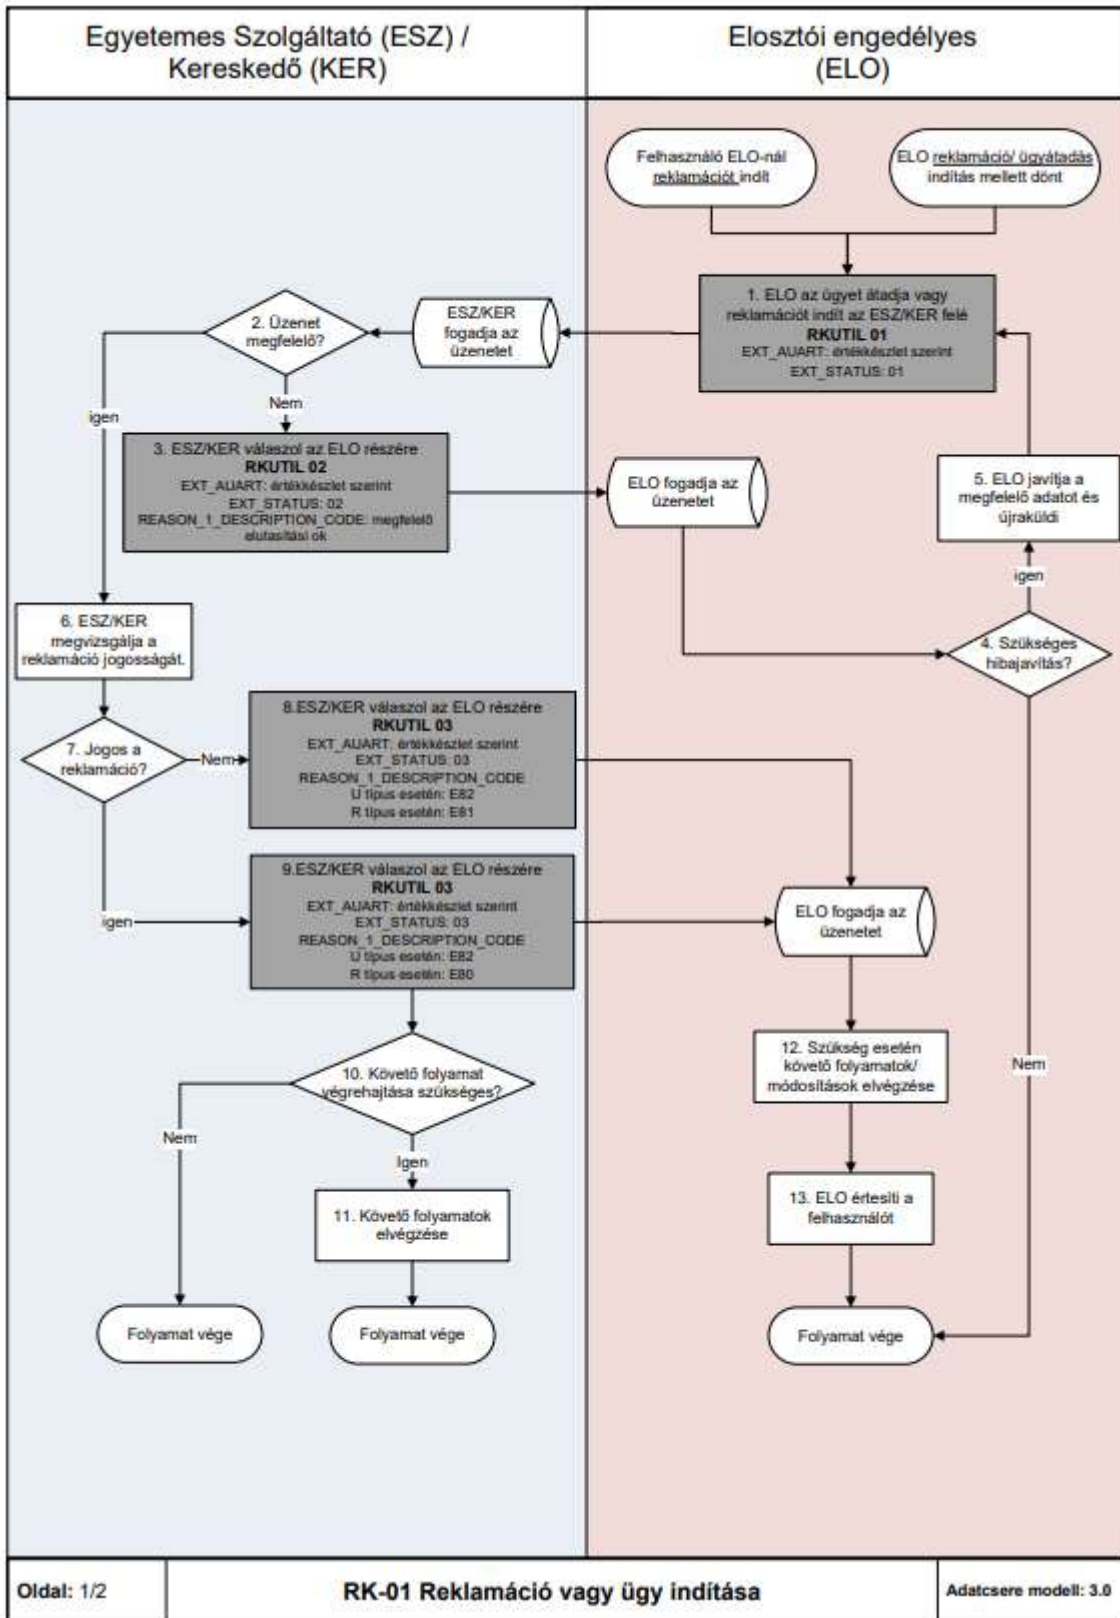 Egyetemes Szolgáltató (ESZ) /
Kereskedő (KER)
Elosztói engedélyes
(ELO)
Felhasználó ELO-nál
reklamációt indít
ELO reklamáció/ ügyátadás
indítás mellett dönt
1. ELO az ügyet átadja vagy
reklamációt indít az ESZ/KER felé
RKUTIL 01
EXT_AUART: értékkészlet szerint
EXT_STATUS: 01
ESZ/KER
fogadja az
üzenetet
2. Üzenet
megfelelő?
igen
Nem
3. ESZ/KER válaszol az ELO részére
RKUTIL 02
EXT_AUART: értékkészlet szerint
EXT_STATUS: 02
REASON_1_DESCRIPTION_CODE: megfelelő
elutasítási ok
ELO fogadja az
üzenetet
5. ELO javítja a
megfelelő adatot és
újraküldi
igen
4. Szükséges
hibajavítás?
6. ESZ/KER
megvizsgálja a
reklamáció jogosságát.
7. Jogos a
reklamáció?
Nem
8.ESZ/KER válaszol az ELO részére
RKUTIL 03
EXT_AUART: értékkészlet szerint
EXT_STATUS: 03
REASON_1_DESCRIPTION_CODE
U típus esetén: E82
R típus esetén: E81
igen
9.ESZ/KER válaszol az ELO részére
RKUTIL 03
EXT_AUART: értékkészlet szerint
EXT_STATUS: 03
REASON_1_DESCRIPTION_CODE
U típus esetén: E82
R típus esetén: E80
ELO fogadja az
üzenetet
10. Követő folyamat
végrehajtása szükséges?
12. Szükség esetén
követő folyamatok/
módosítások elvégzése
Nem
Nem
Igen
11. Követő folyamatok
elvégzése
13. ELO értesíti a
felhasználót
Folyamat vége
Folyamat vége
Folyamat vége
Oldal: 1/2
RK-01 Reklamáció vagy ügy indítása
Adatcsere modell: 3.0